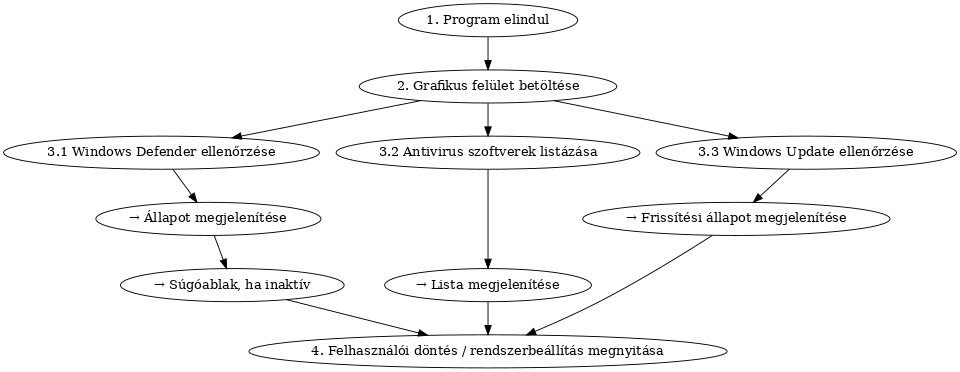 1. Program elindul
2. Grafikus felület betöltése
3.1 Windows Defender ellenőrzése
3.2 Antivirus szoftverek listázása
3.3 Windows Update ellenőrzése
→ Állapot megjelenítése
→ Frissítési állapot megjelenítése
→ Súgóablak, ha inaktív
→ Lista megjelenítése
4. Felhasználói döntés / rendszerbeállítás megnyitása